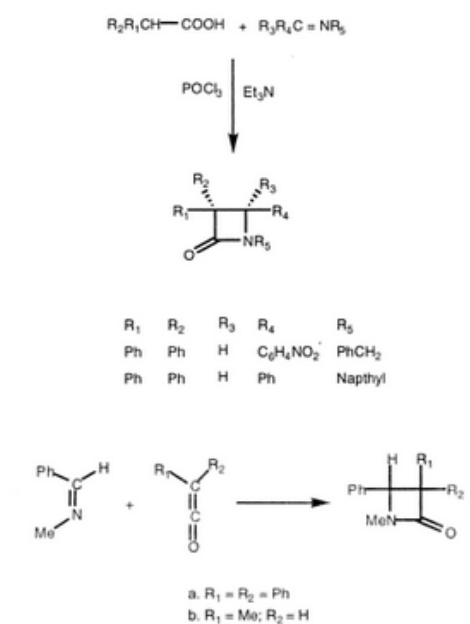 R₂R₁CH—COOH + R₃R₄C=NR₅
POCl₃ Et₃N
R₂ R₃
R₁ R₄
O NR₅
R₁ R₂ R₃ R₄ R₅
Ph Ph H C₆H₄NO₂ PhCH₂
Ph Ph H Ph Napthyl
Ph H R₁ R₂ H R₁
C C Ph R₂
N + C MeN O
Me O
a. R₁ = R₂ = Ph
b. R₁ = Me; R₂ = H